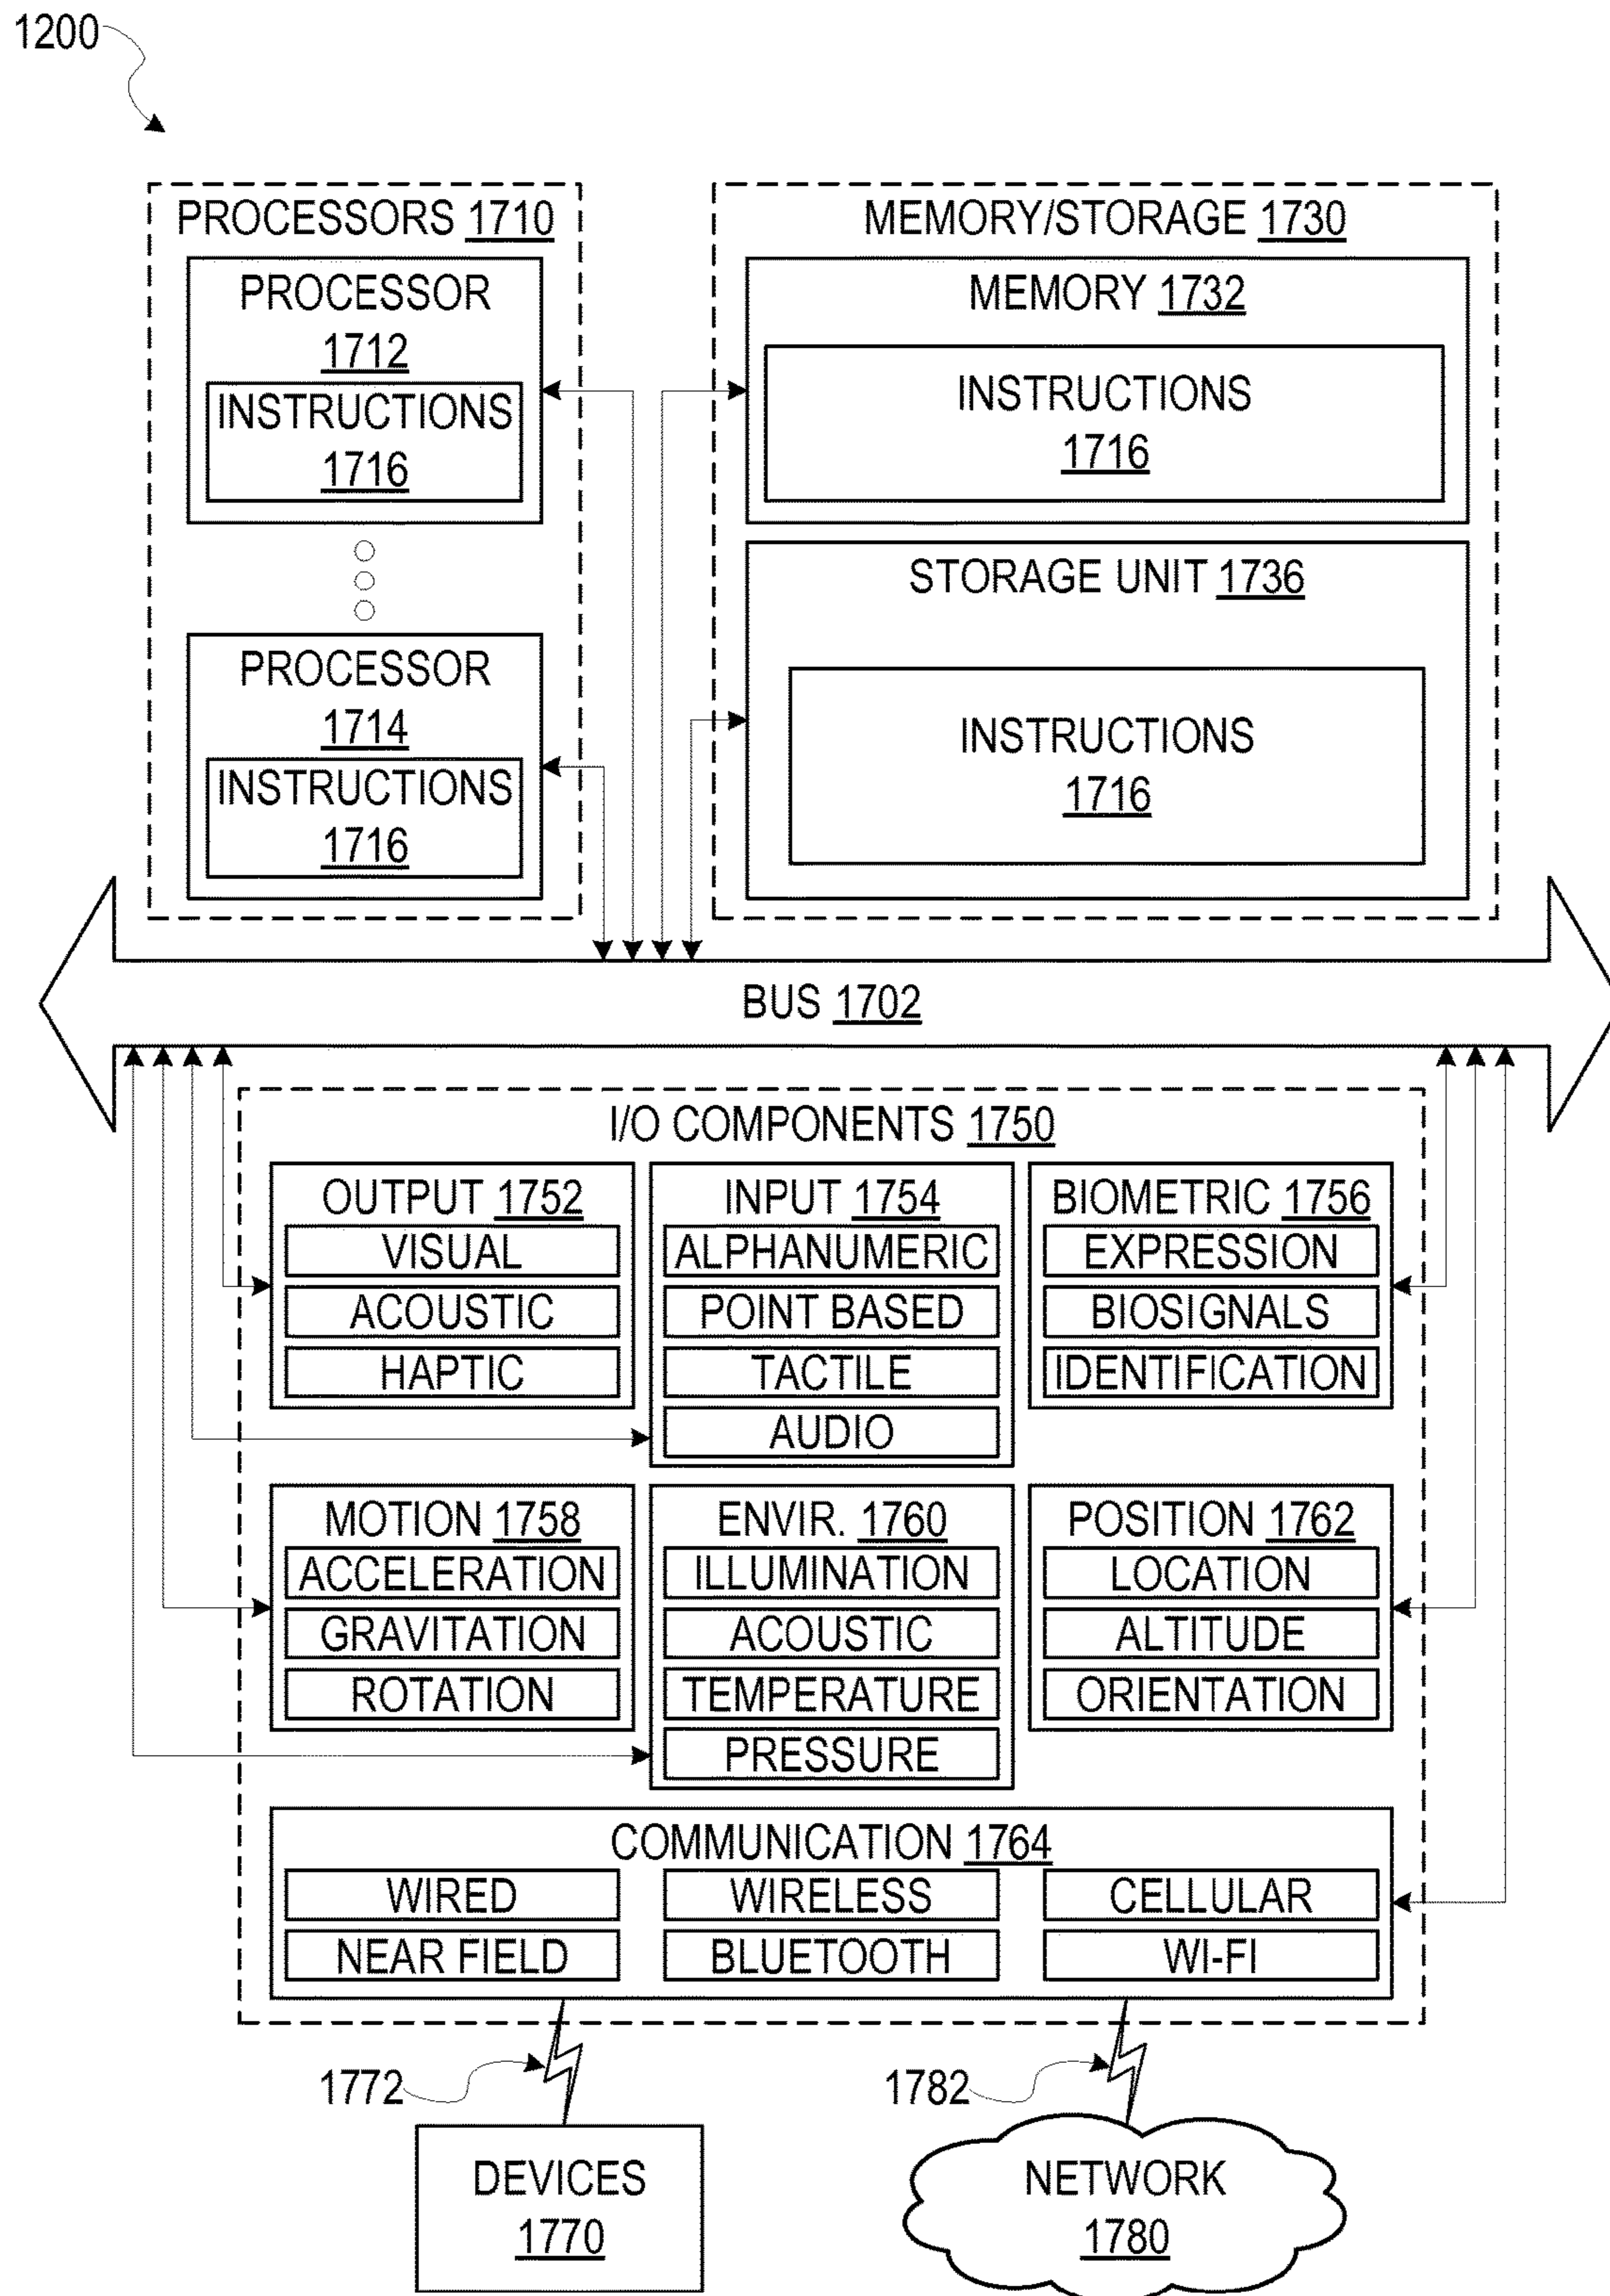 1200
PROCESSORS 1710
PROCESSOR
1712
INSTRUCTIONS
1716
PROCESSOR
1714
INSTRUCTIONS
1716
MEMORY/STORAGE 1730
MEMORY 1732
INSTRUCTIONS
1716
STORAGE UNIT 1736
INSTRUCTIONS
1716
BUS 1702
I/O COMPONENTS 1750
OUTPUT 1752
VISUAL
ACOUSTIC
HAPTIC
INPUT 1754
ALPHANUMERIC
POINT BASED
TACTILE
AUDIO
BIOMETRIC 1756
EXPRESSION
BIOSIGNALS
IDENTIFICATION
MOTION 1758
ACCELERATION
GRAVITATION
ROTATION
ENVIR. 1760
ILLUMINATION
ACOUSTIC
TEMPERATURE
PRESSURE
POSITION 1762
LOCATION
ALTITUDE
ORIENTATION
COMMUNICATION 1764
WIRED
WIRELESS
CELLULAR
NEAR FIELD
BLUETOOTH
WI-FI
1772
1782
DEVICES
1770
NETWORK
1780